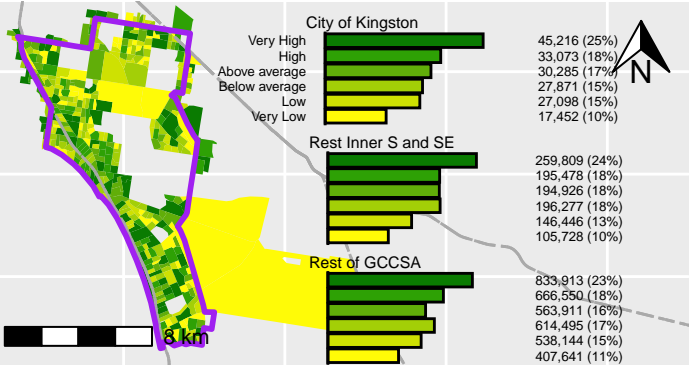 City of Kingston
Very High 45,216 (25%)
High 33,073 (18%)
Above average 30,285 (17%)
Below average 27,871 (15%)
Low 27,098 (15%)
Very Low 17,452 (10%)
N
Rest Inner S and SE
259,809 (24%)
195,478 (18%)
194,926 (18%)
196,277 (18%)
146,446 (13%)
105,728 (10%)
Rest of GCCSA
833,913 (23%)
666,550 (18%)
563,911 (16%)
614,495 (17%)
538,144 (15%)
407,641 (11%)
8 km